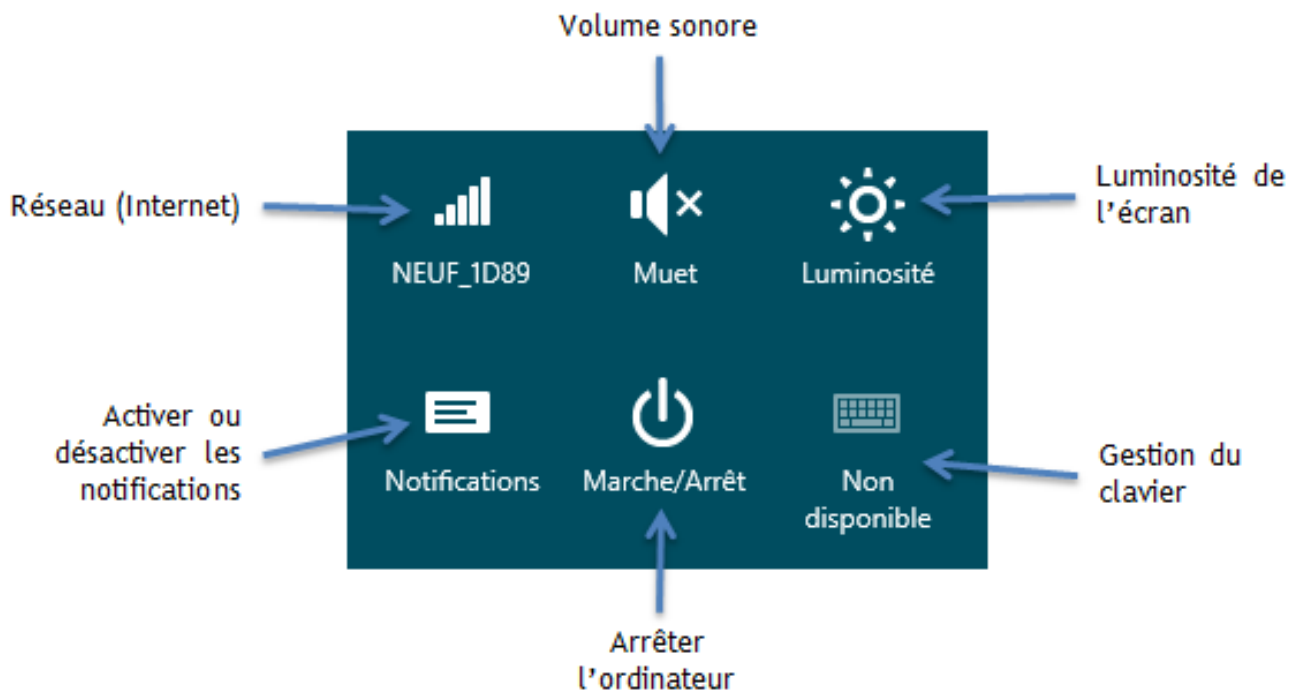 Volume sonore
Réseau (Internet)
Luminosité de
l’écran
NEUF_1D89
Muet
Luminosité
Activer ou
désactiver les
notifications
Notifications
Marche/Arrêt
Non
disponible
Gestion du
clavier
Arrêter
l’ordinateur